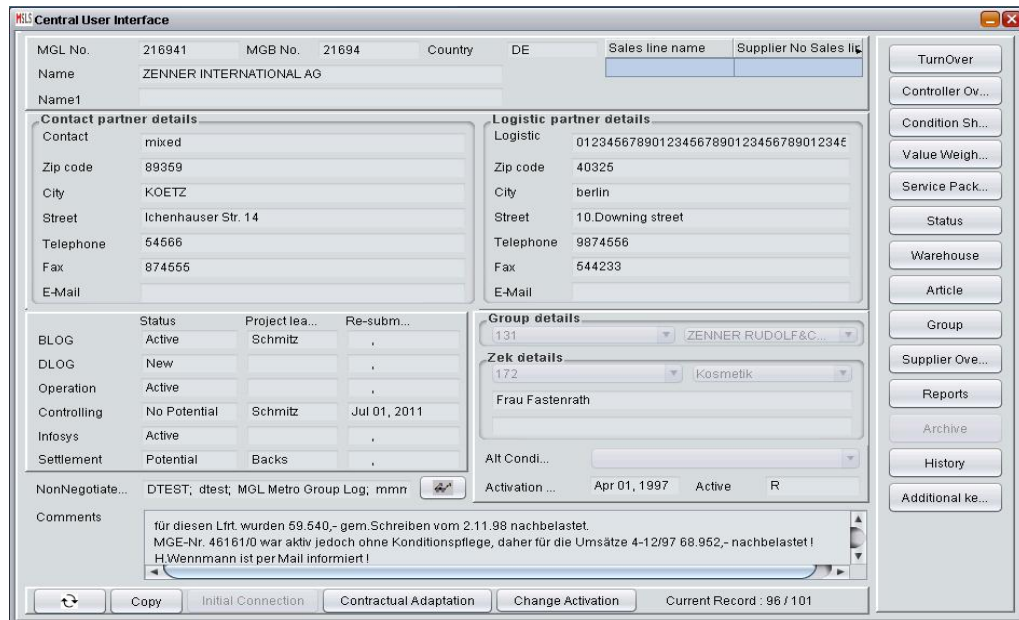 MSLS Central User Interface
MGL No. 216941 MGB No. 21694 Country DE Sales line name Supplier No Sales lin
Name ZENNER INTERNATIONAL AG
Name1
Contact partner details
Contact mixed
Zip code 89359
City KOETZ
Street Ichenhauser Str. 14
Telephone 54566
Fax 874555
E-Mail
Logistic partner details
Logistic 012345678901234567890123456789012345
Zip code 40325
City berlin
Street 10.Downing street
Telephone 9874556
Fax 544233
E-Mail
Status Project lea... Re-subm...
BLOG Active Schmitz ,
DLOG New ,
Operation Active ,
Controlling No Potential Schmitz Jul 01, 2011
Infosys Active ,
Settlement Potential Backs ,
Group details
131 ZENNER RUDOLF&C...
Zek details
172 Kosmetik
Frau Fastenrath
Alt Condi...
Activation ... Apr 01, 1997 Active R
NonNegotiate... DTEST; dtest; MGL Metro Group Log; mmm
Comments
für diesen Lfrt. wurden 59.540,- gem.Schreiben vom 2.11.98 nachbelastet.
MGE-Nr. 46161/0 war aktiv jedoch ohne Konditionspflege, daher für die Umsätze 4-12/97 68.952,- nachbelastet !
H.Wennmann ist per Mail informiert !
Copy Initial Connection Contractual Adaptation Change Activation Current Record : 96 / 101
TurnOver
Controller Ov...
Condition Sh...
Value Weigh...
Service Pack...
Status
Warehouse
Article
Group
Supplier Ove...
Reports
Archive
History
Additional ke...